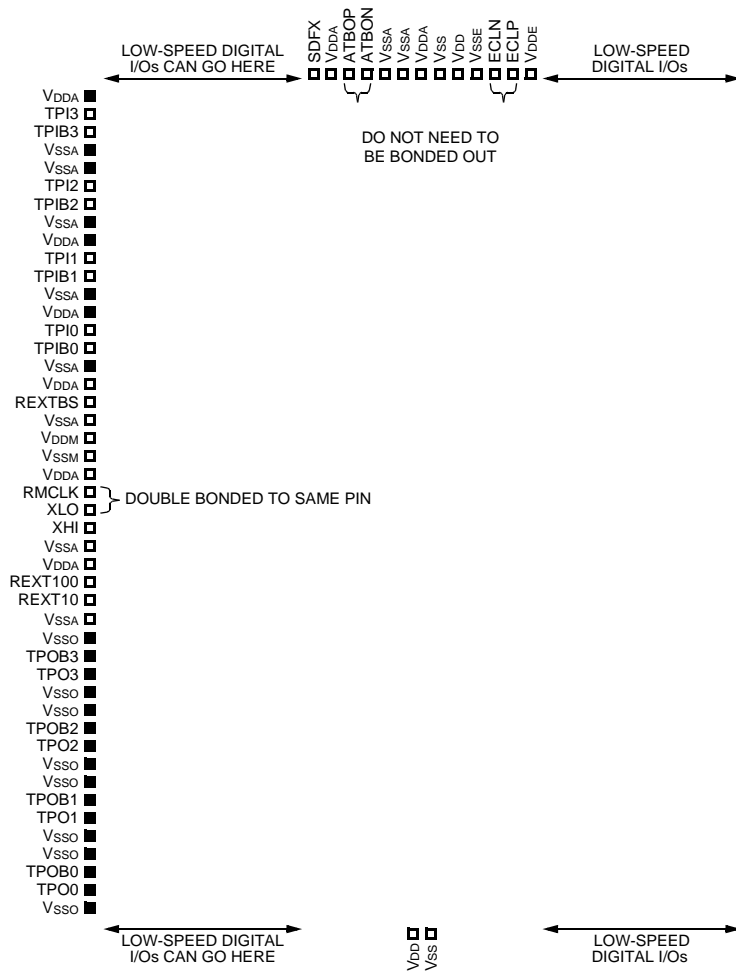 LOW-SPEED DIGITAL
I/Os CAN GO HERE
SDFX
VDDA
ATBOP
ATBON
VSSA
VSSA
VDDA
VSS
VDD
VSSE
ECLN
ECLP
VDDE
LOW-SPEED
DIGITAL I/Os
DO NOT NEED TO
BE BONDED OUT
VDDA
TPI3
TPIB3
VSSA
VSSA
TPI2
TPIB2
VSSA
VDDA
TPI1
TPIB1
VSSA
VDDA
TPI0
TPIB0
VSSA
VDDA
REXTBS
VSSA
VDDM
VSSM
VDDA
RMCLK
XLO
DOUBLE BONDED TO SAME PIN
XHI
VSSA
VDDA
REXT100
REXT10
VSSA
VSSO
TPOB3
TPO3
VSSO
VSSO
TPOB2
TPO2
VSSO
VSSO
TPOB1
TPO1
VSSO
VSSO
TPOB0
TPO0
VSSO
LOW-SPEED DIGITAL
I/Os CAN GO HERE
VDD
VSS
LOW-SPEED
DIGITAL I/Os